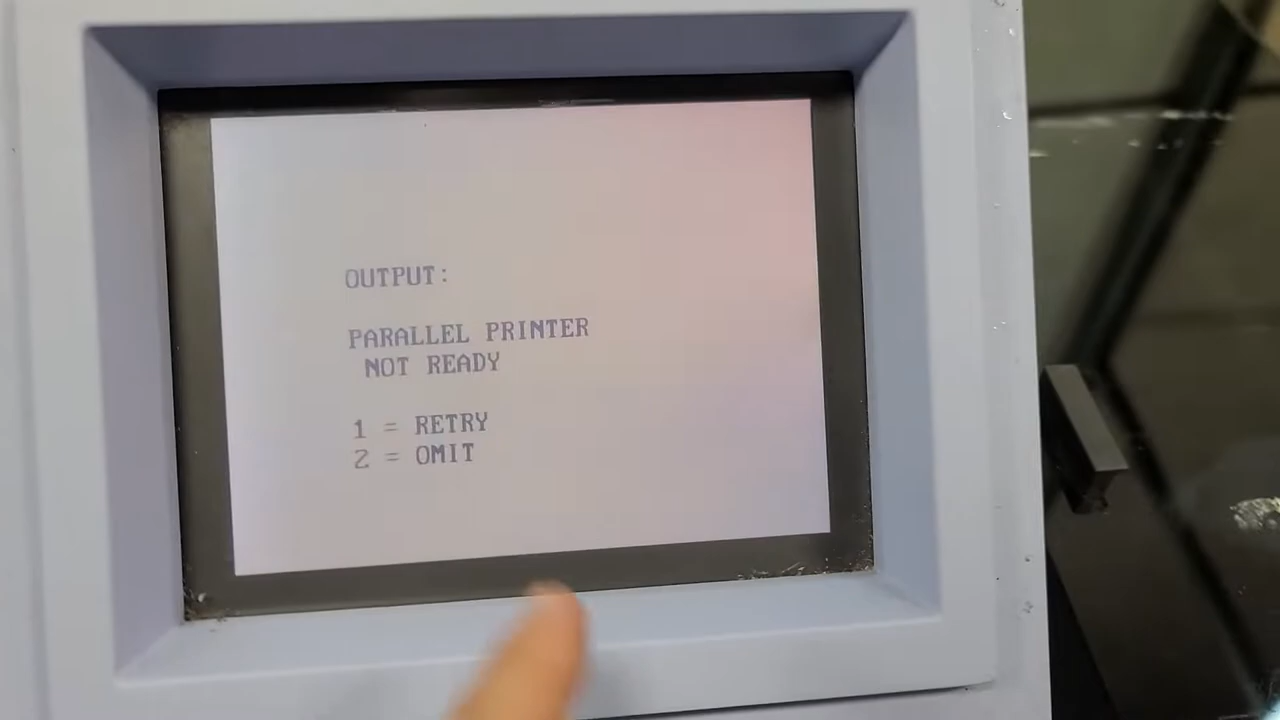 OUTPUT:
PARALLEL PRINTER
NOT READY
1 = RETRY
2 = OMIT